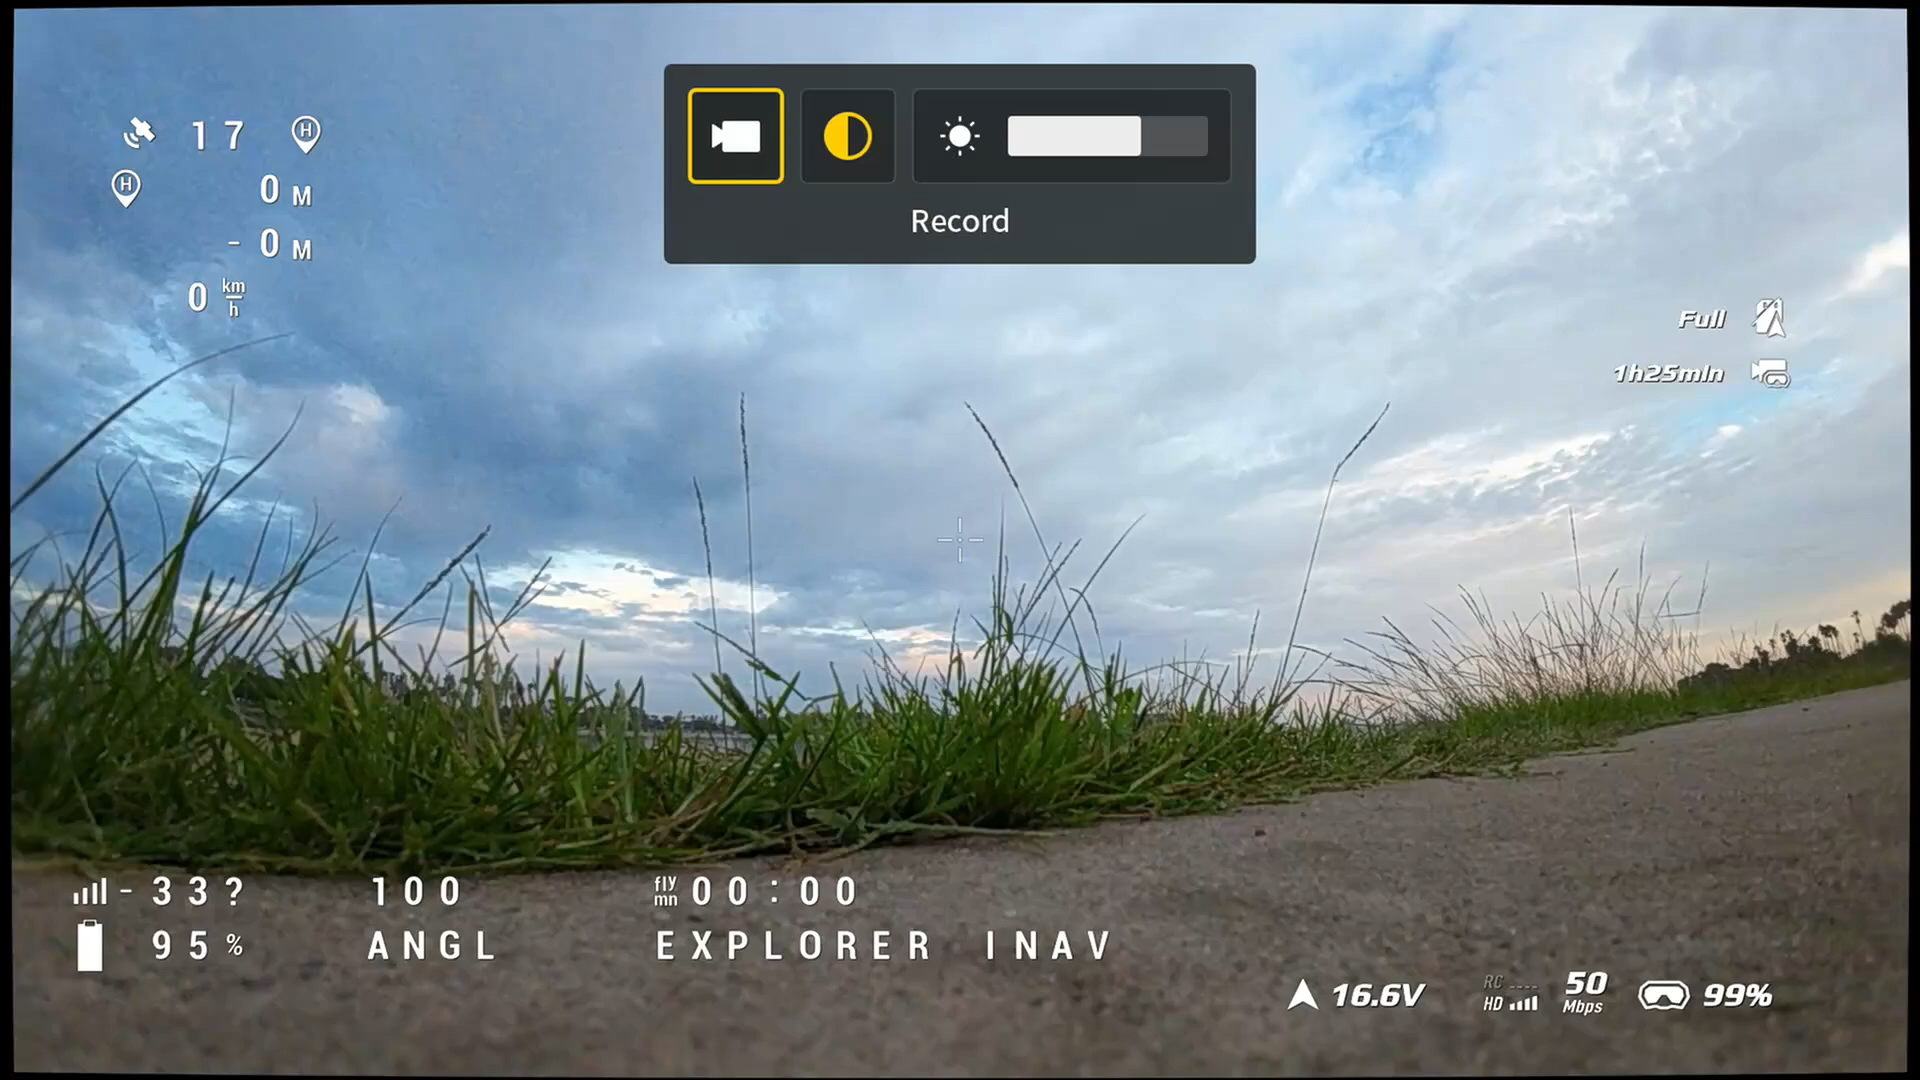 Record
17 H
H 0 M
- 0 M
0 km/h
Full
1h25min
-33? 100 fly mn 00:00
95% ANGL EXPLORER INAV
16.6V RC ---- HD 50 Mbps 99%